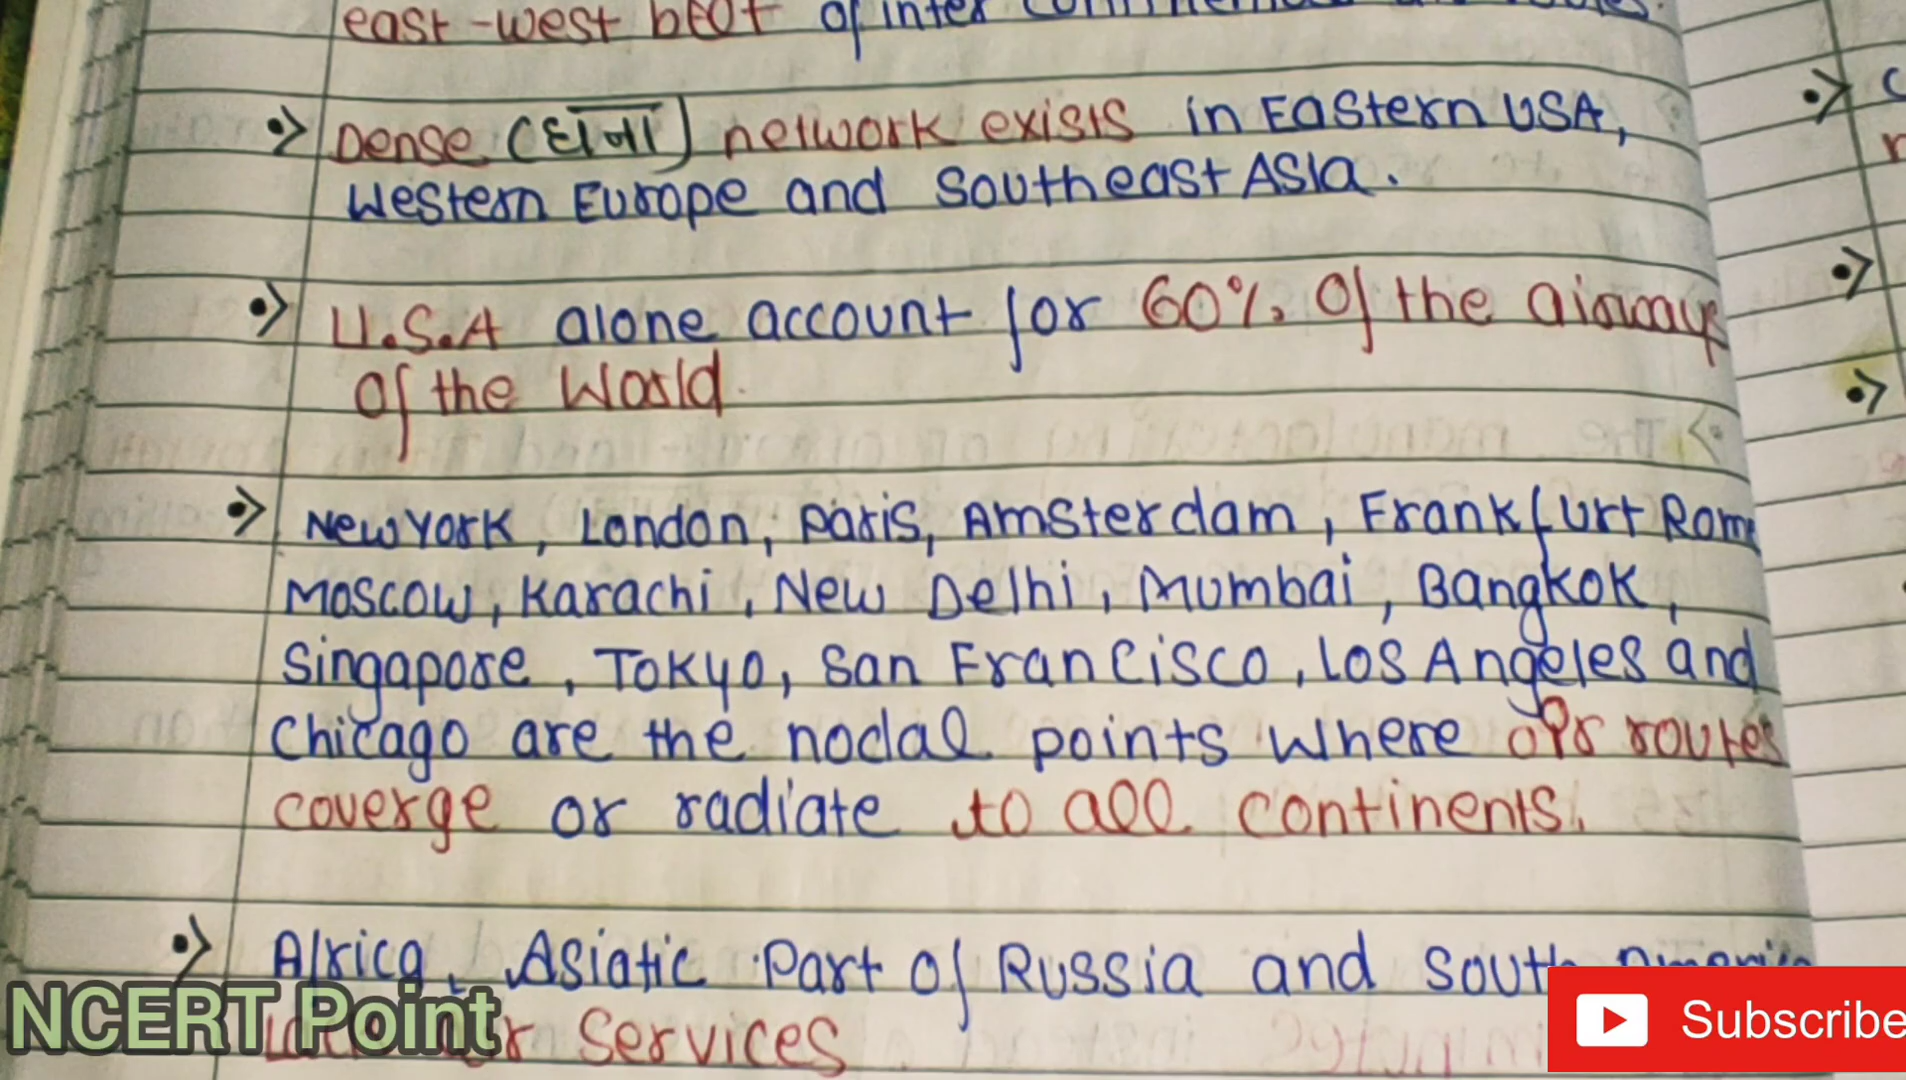 east-west belt of inter
•> Dense (घना) network exists in Eastern USA,
Western Europe and Southeast Asia.
•> U.S.A alone account for 60% of the airways
of the World.
•> New York, London, Paris, Amsterdam, Frankfurt Rome
Moscow, Karachi, New Delhi, Mumbai, Bangkok,
Singapore, Tokyo, San Francisco, Los Angeles and
Chicago are the nodal points where air routes
coverge or radiate to all continents.
•> Africa, Asiatic Part of Russia and South America
services
NCERT Point
Subscribe